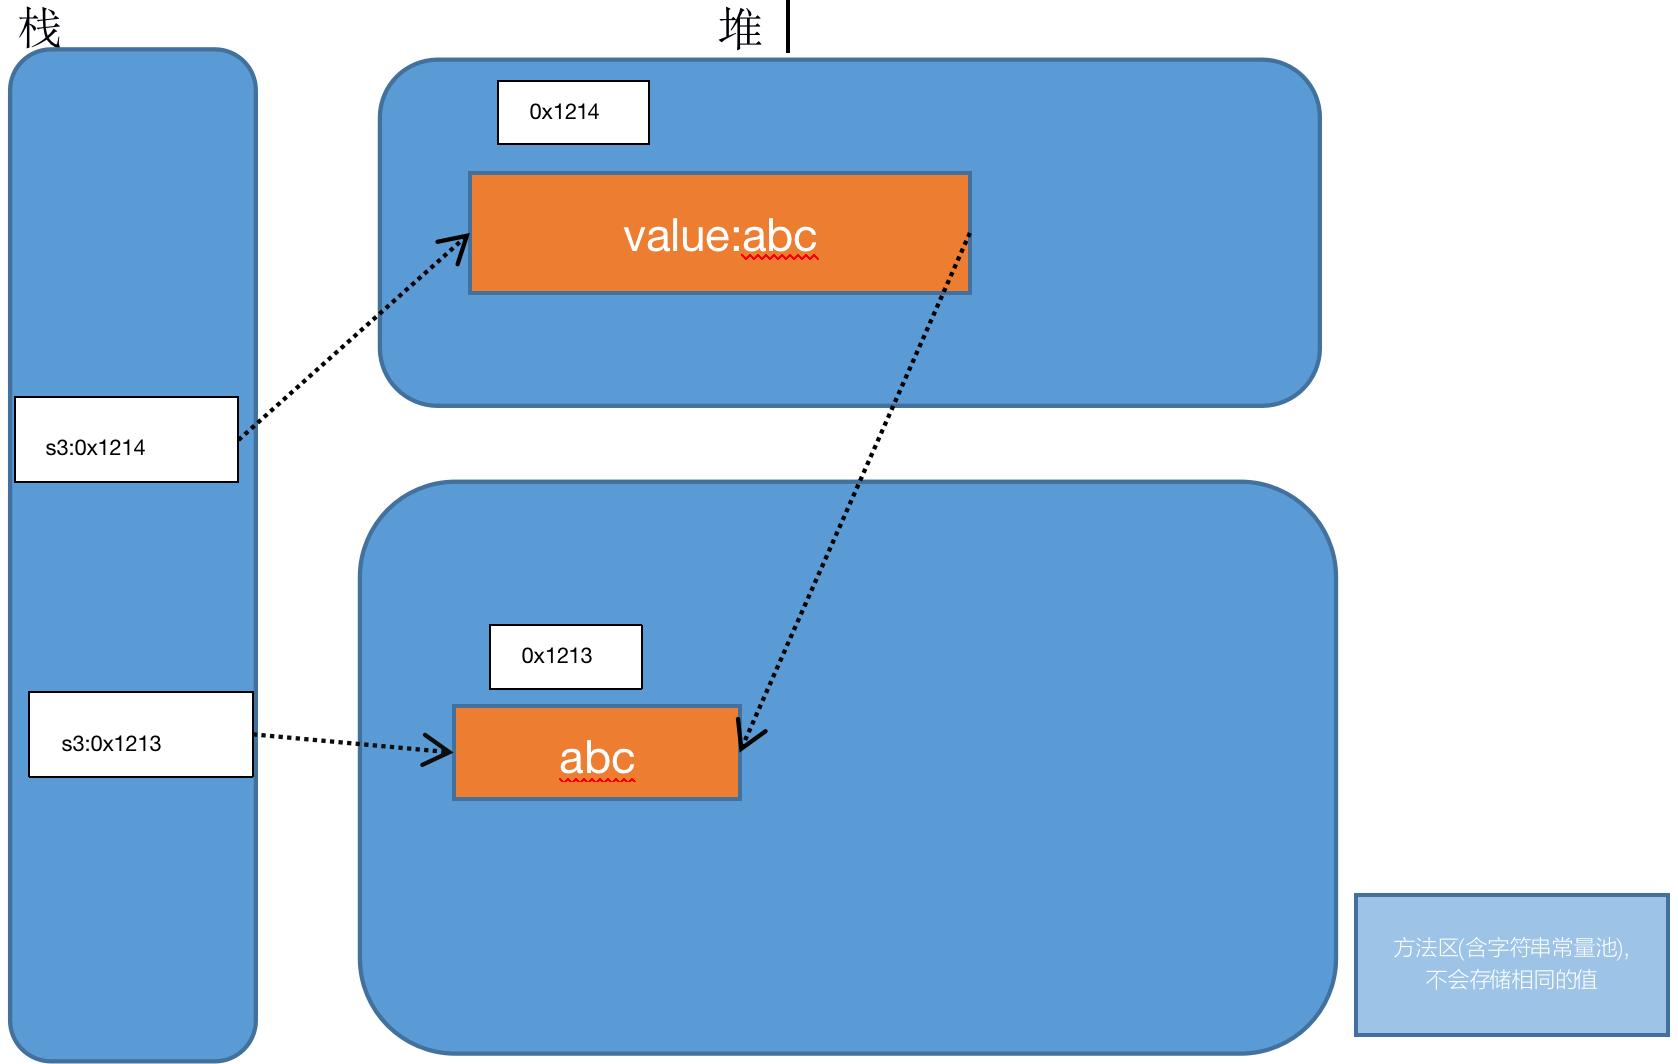 栈
堆
0x1214
value:abc
s3:0x1214
0x1213
s3:0x1213
abc
方法区(含字符串常量池),
不会存储相同的值